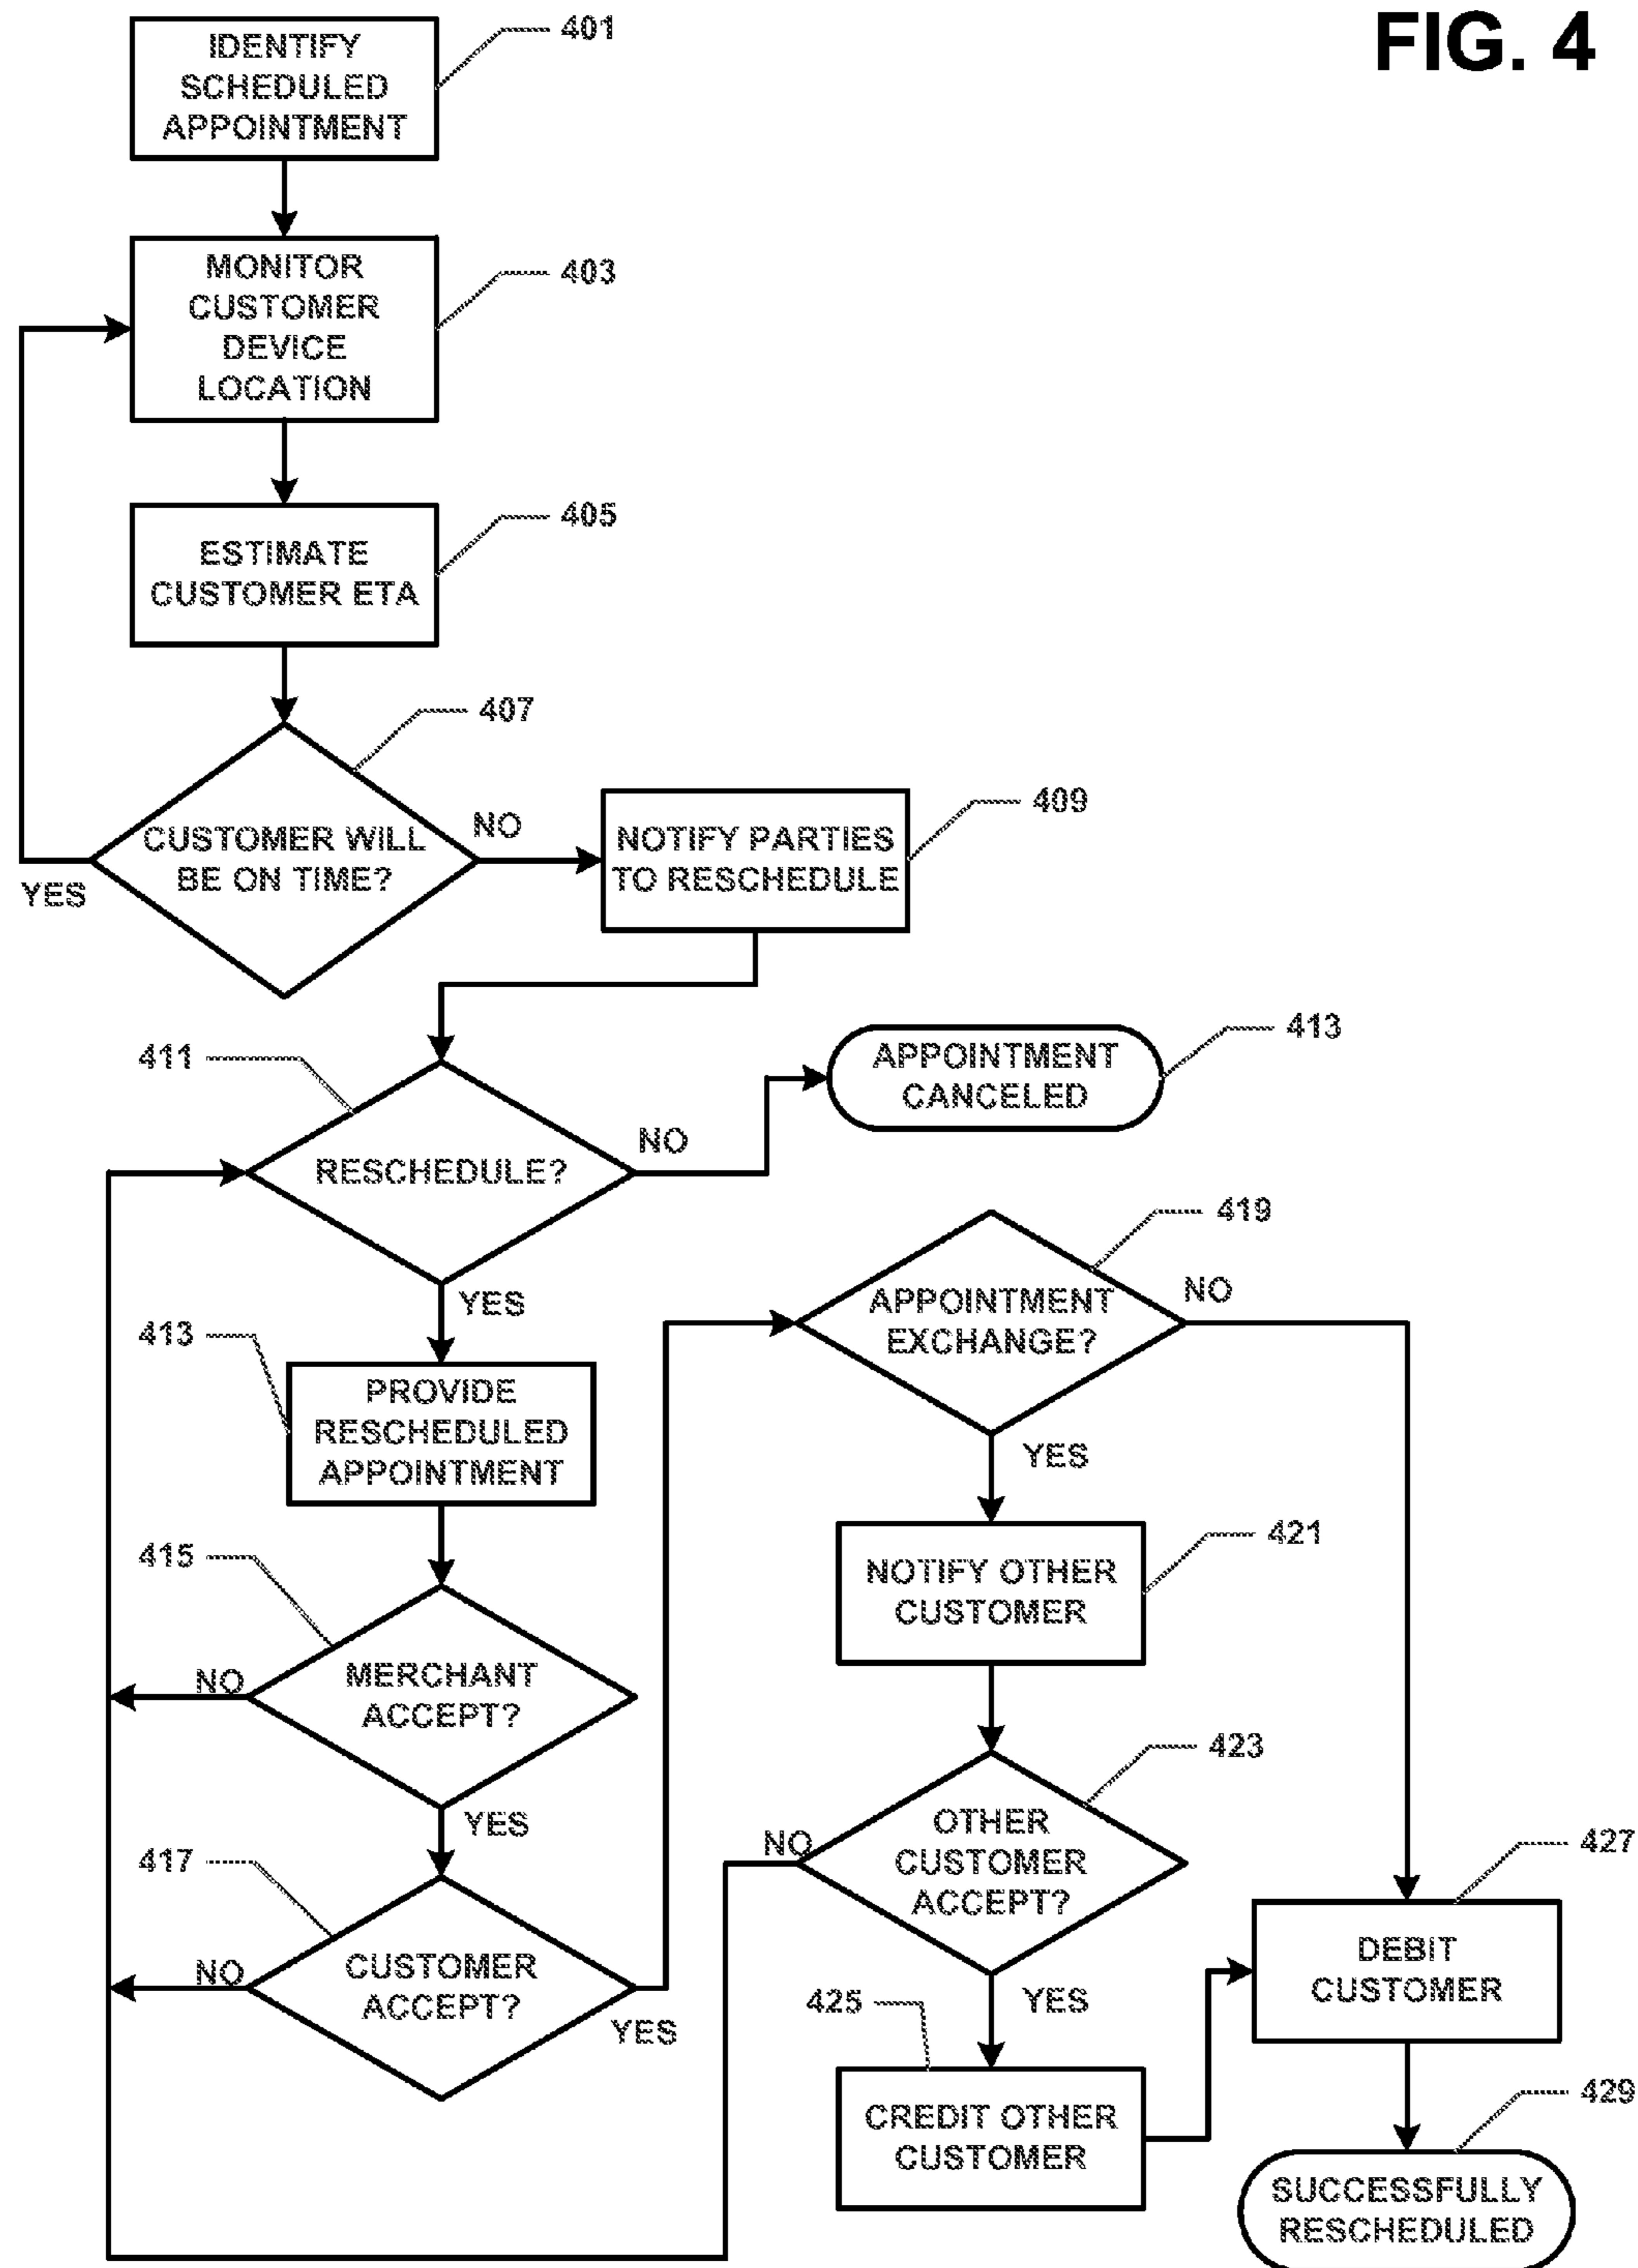 FIG. 4
IDENTIFY
SCHEDULED
APPOINTMENT
401
MONITOR
CUSTOMER
DEVICE
LOCATION
403
ESTIMATE
CUSTOMER ETA
405
407
CUSTOMER WILL
BE ON TIME?
YES
NO
NOTIFY PARTIES
TO RESCHEDULE
409
411
RESCHEDULE?
NO
APPOINTMENT
CANCELED
413
YES
413
PROVIDE
RESCHEDULED
APPOINTMENT
415
MERCHANT
ACCEPT?
NO
YES
417
CUSTOMER
ACCEPT?
NO
YES
419
APPOINTMENT
EXCHANGE?
NO
YES
NOTIFY OTHER
CUSTOMER
421
423
OTHER
CUSTOMER
ACCEPT?
NO
YES
425
CREDIT OTHER
CUSTOMER
427
DEBIT
CUSTOMER
429
SUCCESSFULLY
RESCHEDULED